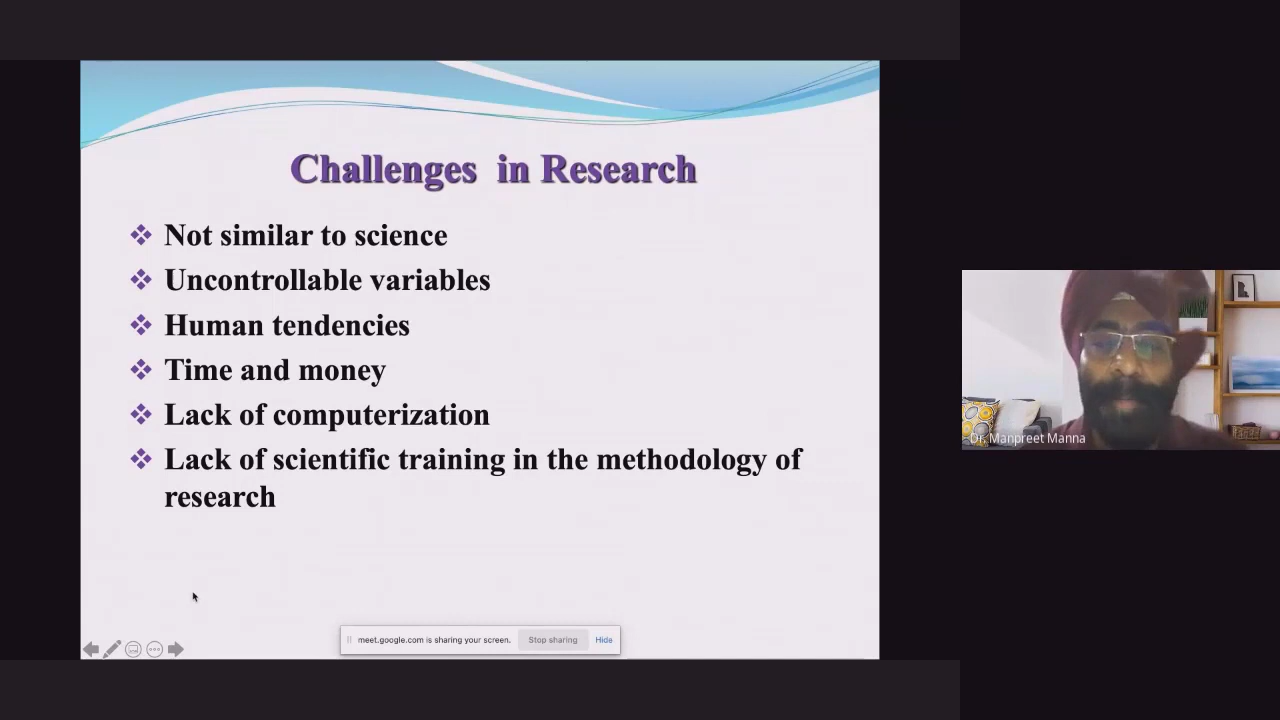 Challenges in Research
Not similar to science
Uncontrollable variables
Human tendencies
Time and money
Lack of computerization
Lack of scientific training in the methodology of
research
meet.google.com is sharing your screen. Stop sharing Hide
Dr. Manpreet Manna